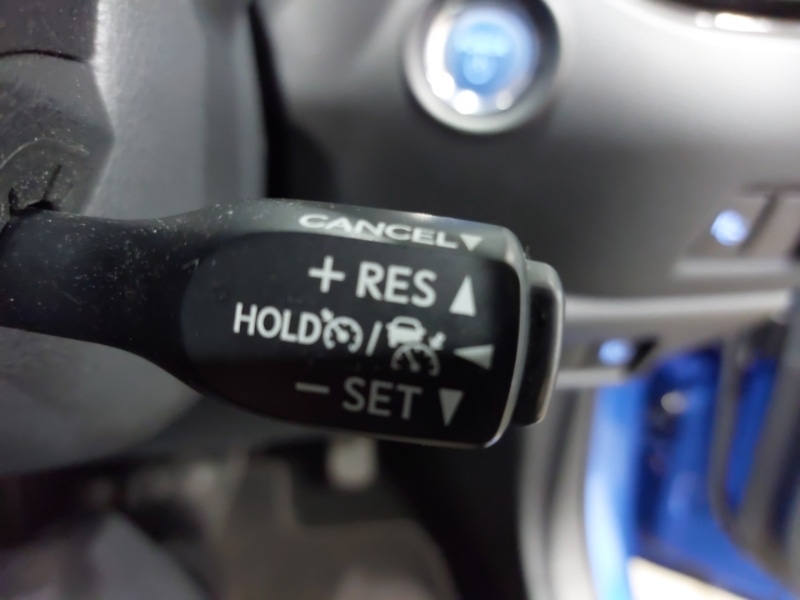 CANCEL▼
+ RES ▲
HOLD / ◄
− SET ▼